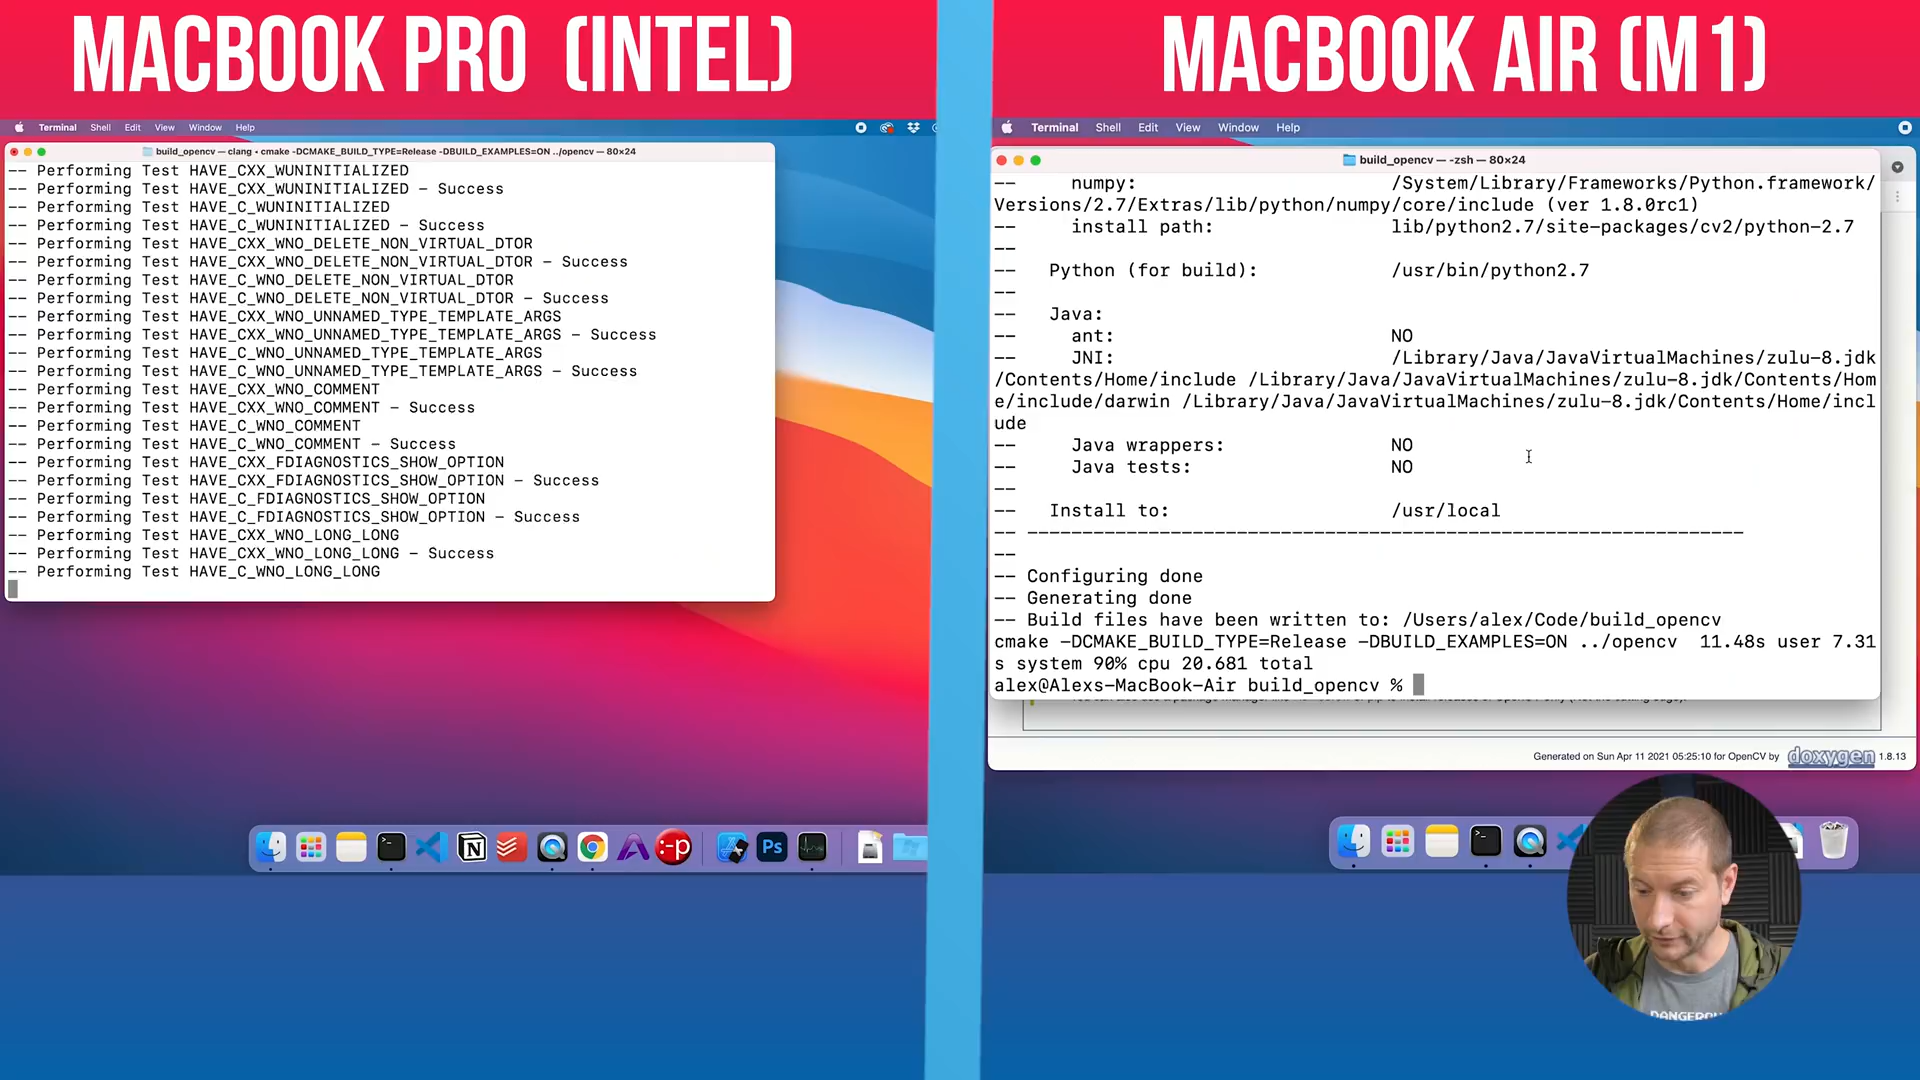 MACBOOK PRO (INTEL)
Terminal Shell Edit View Window Help
build_opencv — clang • cmake -DCMAKE_BUILD_TYPE=Release -DBUILD_EXAMPLES=ON ../opencv — 80×24
-- Performing Test HAVE_CXX_WUNINITIALIZED
-- Performing Test HAVE_CXX_WUNINITIALIZED - Success
-- Performing Test HAVE_C_WUNINITIALIZED
-- Performing Test HAVE_C_WUNINITIALIZED - Success
-- Performing Test HAVE_CXX_WNO_DELETE_NON_VIRTUAL_DTOR
-- Performing Test HAVE_CXX_WNO_DELETE_NON_VIRTUAL_DTOR - Success
-- Performing Test HAVE_C_WNO_DELETE_NON_VIRTUAL_DTOR
-- Performing Test HAVE_C_WNO_DELETE_NON_VIRTUAL_DTOR - Success
-- Performing Test HAVE_CXX_WNO_UNNAMED_TYPE_TEMPLATE_ARGS
-- Performing Test HAVE_CXX_WNO_UNNAMED_TYPE_TEMPLATE_ARGS - Success
-- Performing Test HAVE_C_WNO_UNNAMED_TYPE_TEMPLATE_ARGS
-- Performing Test HAVE_C_WNO_UNNAMED_TYPE_TEMPLATE_ARGS - Success
-- Performing Test HAVE_CXX_WNO_COMMENT
-- Performing Test HAVE_CXX_WNO_COMMENT - Success
-- Performing Test HAVE_C_WNO_COMMENT
-- Performing Test HAVE_C_WNO_COMMENT - Success
-- Performing Test HAVE_CXX_FDIAGNOSTICS_SHOW_OPTION
-- Performing Test HAVE_CXX_FDIAGNOSTICS_SHOW_OPTION - Success
-- Performing Test HAVE_C_FDIAGNOSTICS_SHOW_OPTION
-- Performing Test HAVE_C_FDIAGNOSTICS_SHOW_OPTION - Success
-- Performing Test HAVE_CXX_WNO_LONG_LONG
-- Performing Test HAVE_CXX_WNO_LONG_LONG - Success
-- Performing Test HAVE_C_WNO_LONG_LONG
N
:-p
Ps
MACBOOK AIR (M1)
Terminal Shell Edit View Window Help
build_opencv — -zsh — 80×24
--     numpy:                       /System/Library/Frameworks/Python.framework/
Versions/2.7/Extras/lib/python/numpy/core/include (ver 1.8.0rc1)
--     install path:                lib/python2.7/site-packages/cv2/python-2.7
--
--   Python (for build):            /usr/bin/python2.7
--
--   Java:
--     ant:                         NO
--     JNI:                         /Library/Java/JavaVirtualMachines/zulu-8.jdk
/Contents/Home/include /Library/Java/JavaVirtualMachines/zulu-8.jdk/Contents/Hom
e/include/darwin /Library/Java/JavaVirtualMachines/zulu-8.jdk/Contents/Home/incl
ude
--     Java wrappers:               NO
--     Java tests:                  NO
--
--   Install to:                    /usr/local
-- -----------------------------------------------------------------
--
-- Configuring done
-- Generating done
-- Build files have been written to: /Users/alex/Code/build_opencv
cmake -DCMAKE_BUILD_TYPE=Release -DBUILD_EXAMPLES=ON ../opencv  11.48s user 7.31
s system 90% cpu 20.681 total
alex@Alexs-MacBook-Air build_opencv %
Generated on Sun Apr 11 2021 05:25:10 for OpenCV by doxygen 1.8.13